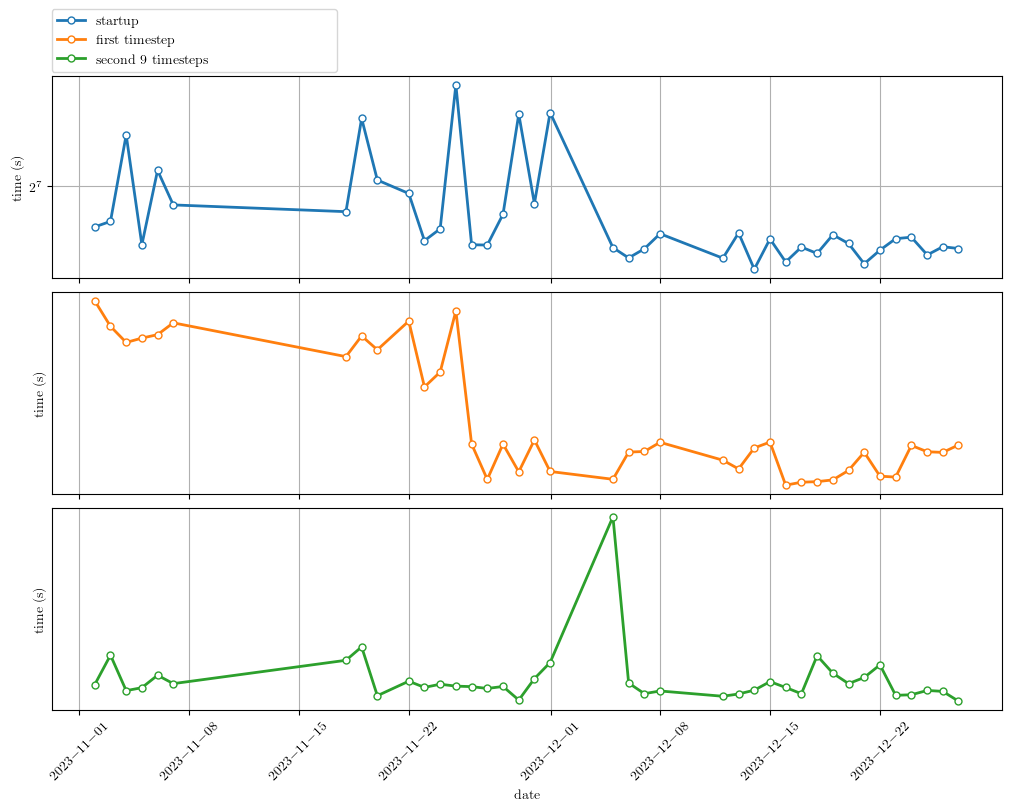 startup
first timestep
second 9 timesteps
time (s)
2⁷
time (s)
time (s)
2023−11−01
2023−11−08
2023−11−15
2023−11−22
2023−12−01
2023−12−08
2023−12−15
2023−12−22
date